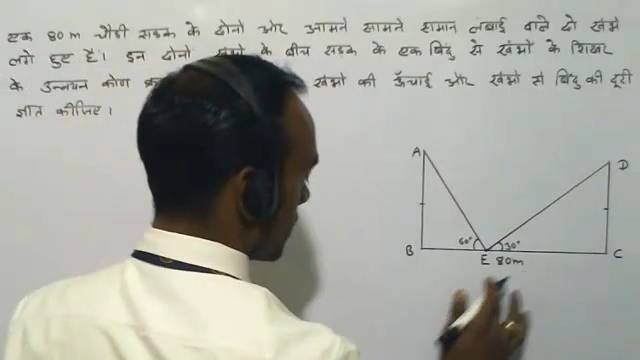 एक 80 m चौड़ी सड़क के दोनों ओर आमने सामने समान लंबाई वाले दो खंभे
लगे हुए हैं। इन दोनों खंभों के बीच सड़क के एक बिंदु से खंभों के शिखर
के उन्नयन कोण खंभों की ऊँचाई और खंभों से बिंदु की दूरी
ज्ञात कीजिए।
A
D
60°
30°
B
E 80m
C